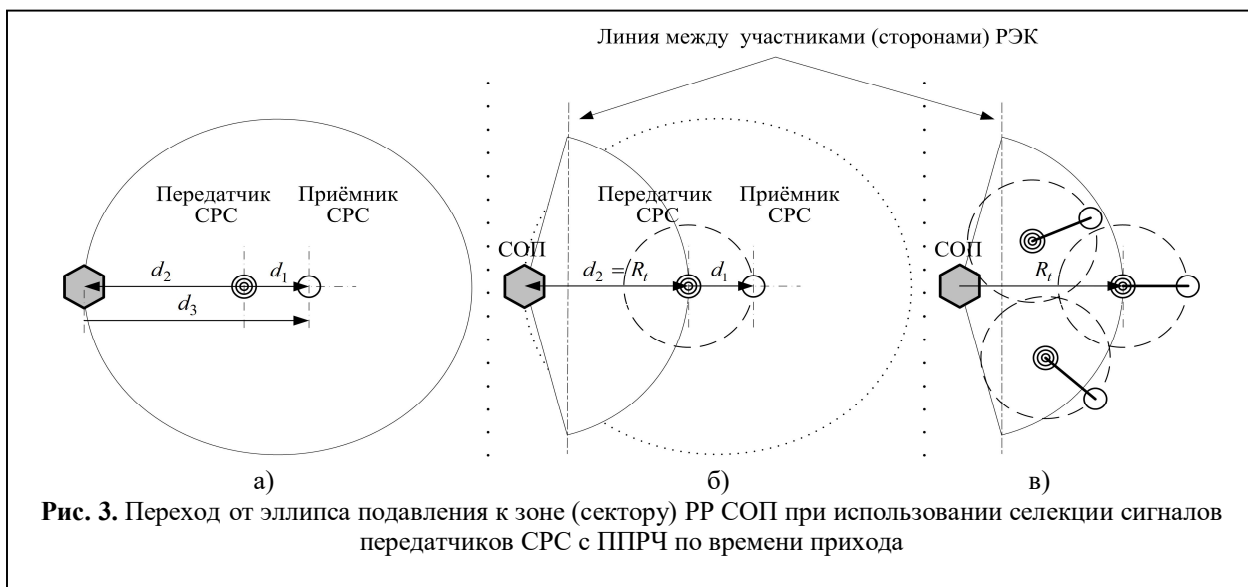 Линия между участниками (сторонами) РЭК
Передатчик СРС
Приёмник СРС
d₂
d₁
d₃
а)
СОП
Передатчик СРС
Приёмник СРС
d₂ = Rₜ
d₁
б)
СОП
Rₜ
в)
Рис. 3. Переход от эллипса подавления к зоне (сектору) РР СОП при использовании селекции сигналов
передатчиков СРС с ППРЧ по времени прихода